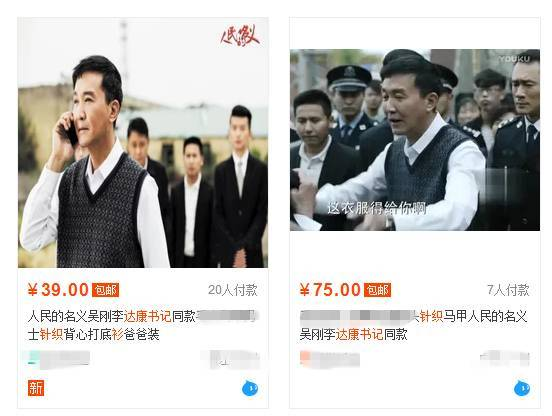 人民的名义
YOUKU
这衣服得给你啊
¥39.00 包邮 20人付款
人民的名义吴刚李达康书记同款
士针织背心打底衫爸爸装
新
¥75.00 包邮 7人付款
针织马甲人民的名义
吴刚李达康书记同款